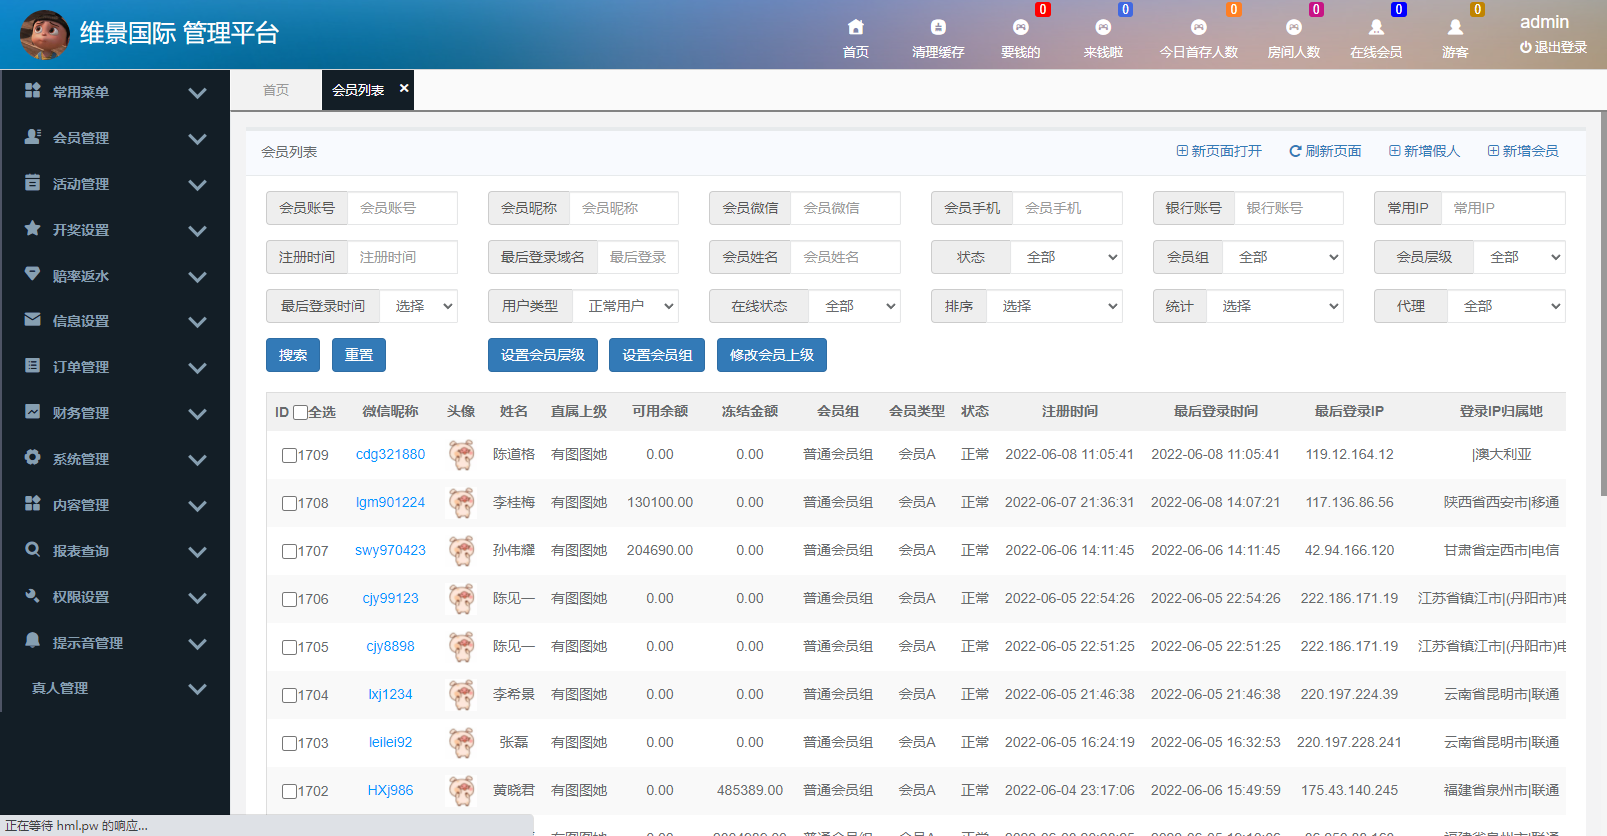 维景国际 管理平台
首页
清理缓存
0 要钱的
0 来钱啦
0 今日首存人数
0 房间人数
0 在线会员
0 游客
admin
退出登录
常用菜单
会员管理
活动管理
开奖设置
赔率返水
信息设置
订单管理
财务管理
系统管理
内容管理
报表查询
权限设置
提示音管理
真人管理
首页 会员列表 ×
会员列表 新页面打开 刷新页面 新增假人 新增会员
会员账号 会员账号 会员昵称 会员昵称 会员微信 会员微信 会员手机 会员手机 银行账号 银行账号 常用IP 常用IP
注册时间 注册时间 最后登录域名 最后登录 会员姓名 会员姓名 状态 全部 会员组 全部 会员层级 全部
最后登录时间 选择 用户类型 正常用户 在线状态 全部 排序 选择 统计 选择 代理 全部
搜索 重置 设置会员层级 设置会员组 修改会员上级
ID 全选 微信昵称 头像 姓名 直属上级 可用余额 冻结金额 会员组 会员类型 状态 注册时间 最后登录时间 最后登录IP 登录IP归属地
1709 cdg321880 陈道格 有图图她 0.00 0.00 普通会员组 会员A 正常 2022-06-08 11:05:41 2022-06-08 11:05:41 119.12.164.12 |澳大利亚
1708 lgm901224 李桂梅 有图图她 130100.00 0.00 普通会员组 会员A 正常 2022-06-07 21:36:31 2022-06-08 14:07:21 117.136.86.56 陕西省西安市|移通
1707 swy970423 孙伟耀 有图图她 204690.00 0.00 普通会员组 会员A 正常 2022-06-06 14:11:45 2022-06-06 14:11:45 42.94.166.120 甘肃省定西市|电信
1706 cjy99123 陈见一 有图图她 0.00 0.00 普通会员组 会员A 正常 2022-06-05 22:54:26 2022-06-05 22:54:26 222.186.171.19 江苏省镇江市|(丹阳市)电
1705 cjy8898 陈见一 有图图她 0.00 0.00 普通会员组 会员A 正常 2022-06-05 22:51:25 2022-06-05 22:51:25 222.186.171.19 江苏省镇江市|(丹阳市)电
1704 lxj1234 李希景 有图图她 0.00 0.00 普通会员组 会员A 正常 2022-06-05 21:46:38 2022-06-05 21:46:38 220.197.224.39 云南省昆明市|联通
1703 leilei92 张磊 有图图她 0.00 0.00 普通会员组 会员A 正常 2022-06-05 16:24:19 2022-06-05 16:32:53 220.197.228.241 云南省昆明市|联通
1702 HXj986 黄晓君 有图图她 0.00 485389.00 普通会员组 会员A 正常 2022-06-04 23:17:06 2022-06-06 15:49:59 175.43.140.245 福建省泉州市|联通
正在等待 hml.pw 的响应...